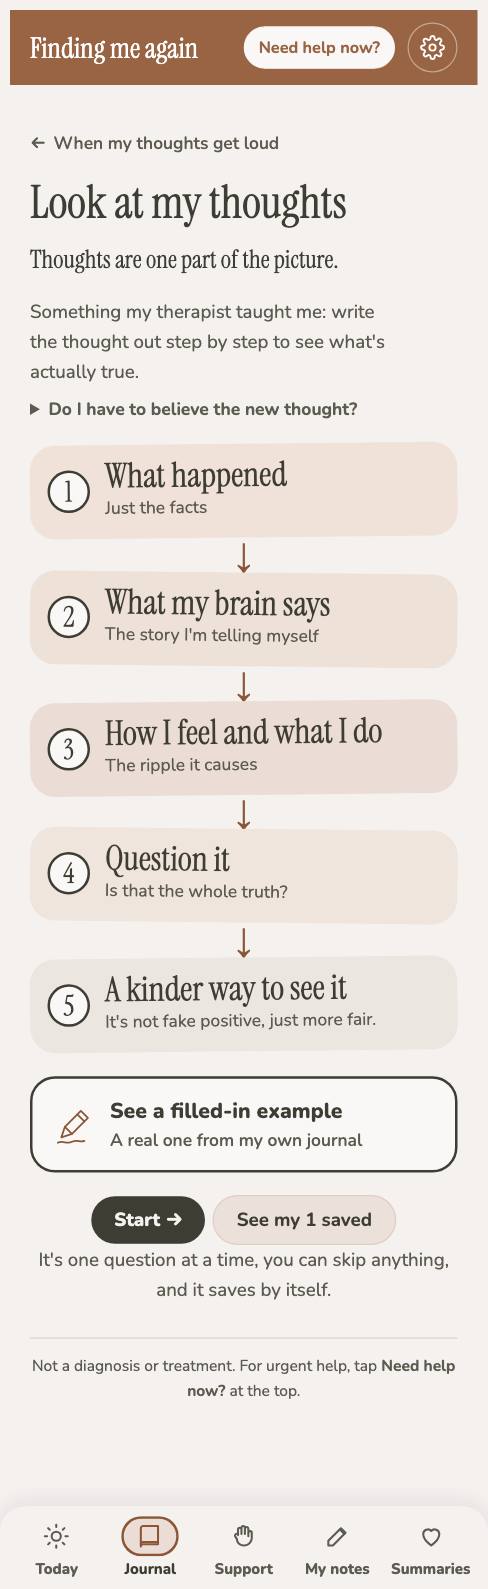 Finding me again
Need help now?
← When my thoughts get loud
Look at my thoughts
Thoughts are one part of the picture.
Something my therapist taught me: write
the thought out step by step to see what's
actually true.
▶ Do I have to believe the new thought?
1
What happened
Just the facts
2
What my brain says
The story I'm telling myself
3
How I feel and what I do
The ripple it causes
4
Question it
Is that the whole truth?
5
A kinder way to see it
It's not fake positive, just more fair.
See a filled-in example
A real one from my own journal
Start →
See my 1 saved
It's one question at a time, you can skip anything,
and it saves by itself.
Not a diagnosis or treatment. For urgent help, tap Need help
now? at the top.
Today
Journal
Support
My notes
Summaries